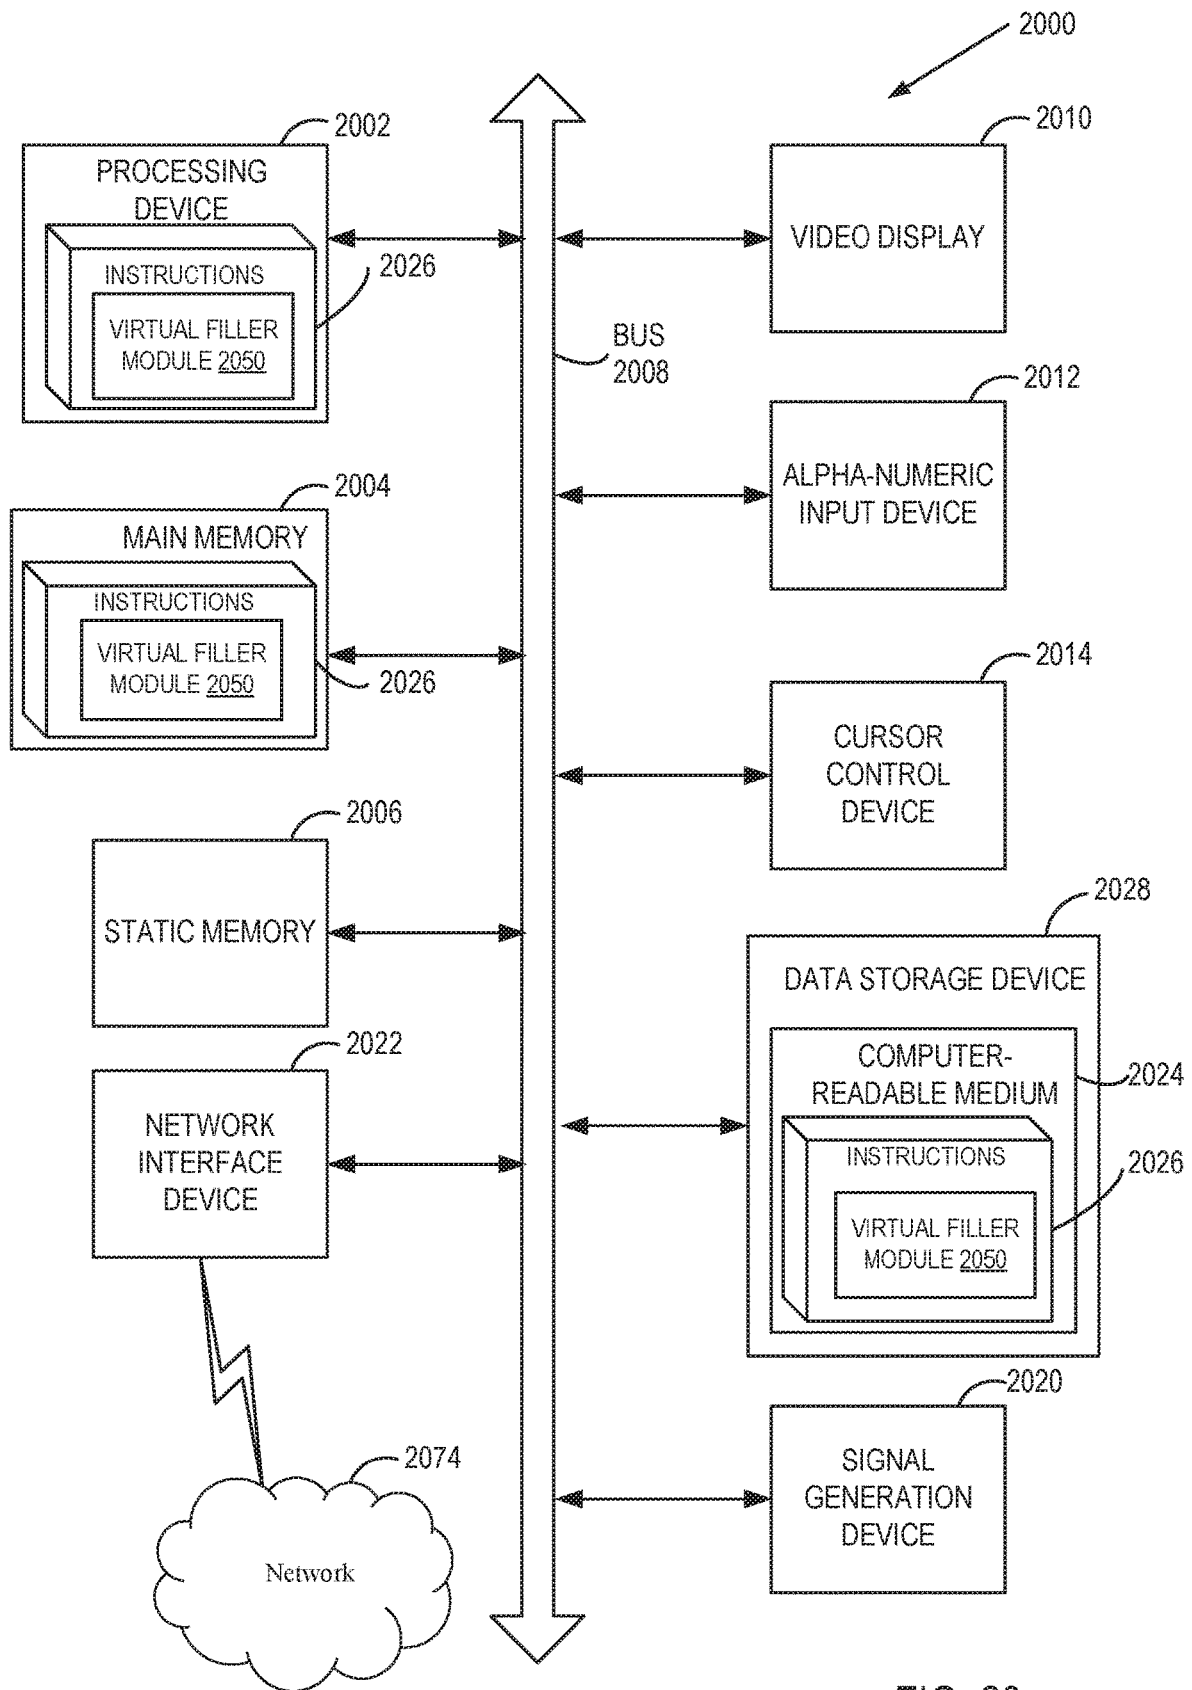 2000
2002
PROCESSING
DEVICE
INSTRUCTIONS
VIRTUAL FILLER
MODULE 2050
2026
2010
VIDEO DISPLAY
BUS
2008
2012
ALPHA-NUMERIC
INPUT DEVICE
2004
MAIN MEMORY
INSTRUCTIONS
VIRTUAL FILLER
MODULE 2050
2026
2014
CURSOR
CONTROL
DEVICE
2006
STATIC MEMORY
2028
DATA STORAGE DEVICE
COMPUTER-
READABLE MEDIUM
2024
INSTRUCTIONS
2026
VIRTUAL FILLER
MODULE 2050
2022
NETWORK
INTERFACE
DEVICE
2020
SIGNAL
GENERATION
DEVICE
2074
Network